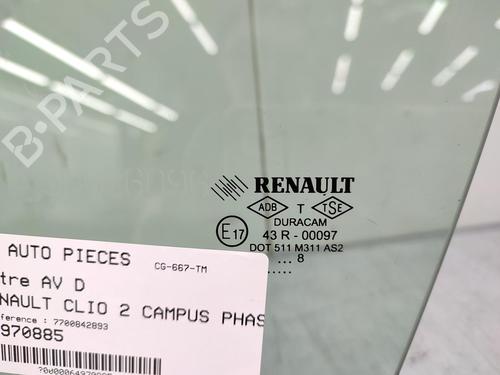 RENAULT
ADB T TSE
DURACAM
E17 43 R - 00097
DOT 511 M311 AS2
... 8
.
AUTO PIECES CG-667-TM
tre AV D
NAULT CLIO 2 CAMPUS PHAS
ference : 7700842893
970885
B-PARTS